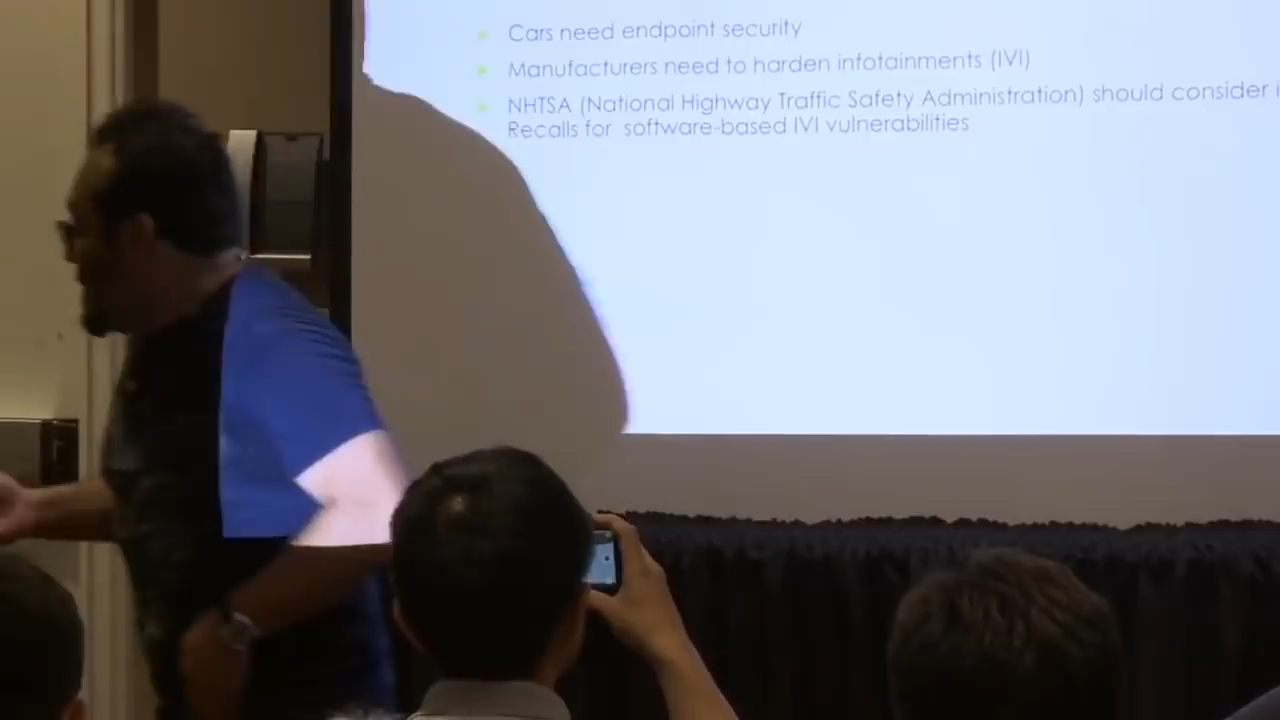 Cars need endpoint security
Manufacturers need to harden infotainments (IVI)
NHTSA (National Highway Traffic Safety Administration) should consider
Recalls for software-based IVI vulnerabilities